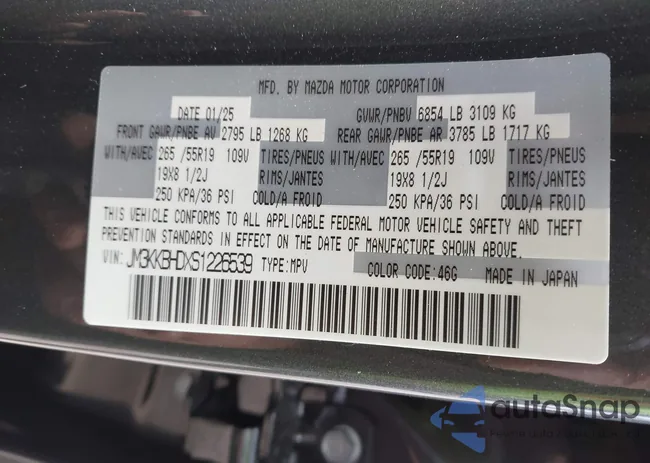 MFD. BY MAZDA MOTOR CORPORATION
DATE 01/25 GVWR/PNBV 6854 LB 3109 KG
FRONT GAWR/PNBE AV 2795 LB 1268 KG REAR GAWR/PNBE AR 3785 LB 1717 KG
WITH/AVEC 265 /55R19 109V TIRES/PNEUS WITH/AVEC 265 /55R19 109V TIRES/PNEUS
19X8 1/2J RIMS/JANTES 19X8 1/2J RIMS/JANTES
250 KPA/36 PSI COLD/A FROID 250 KPA/36 PSI COLD/A FROID
THIS VEHICLE CONFORMS TO ALL APPLICABLE FEDERAL MOTOR VEHICLE SAFETY AND THEFT
PREVENTION STANDARDS IN EFFECT ON THE DATE OF MANUFACTURE SHOWN ABOVE.
VIN: JM3KKBHDXS1226539 TYPE:MPV COLOR CODE:46G MADE IN JAPAN
autoSnap